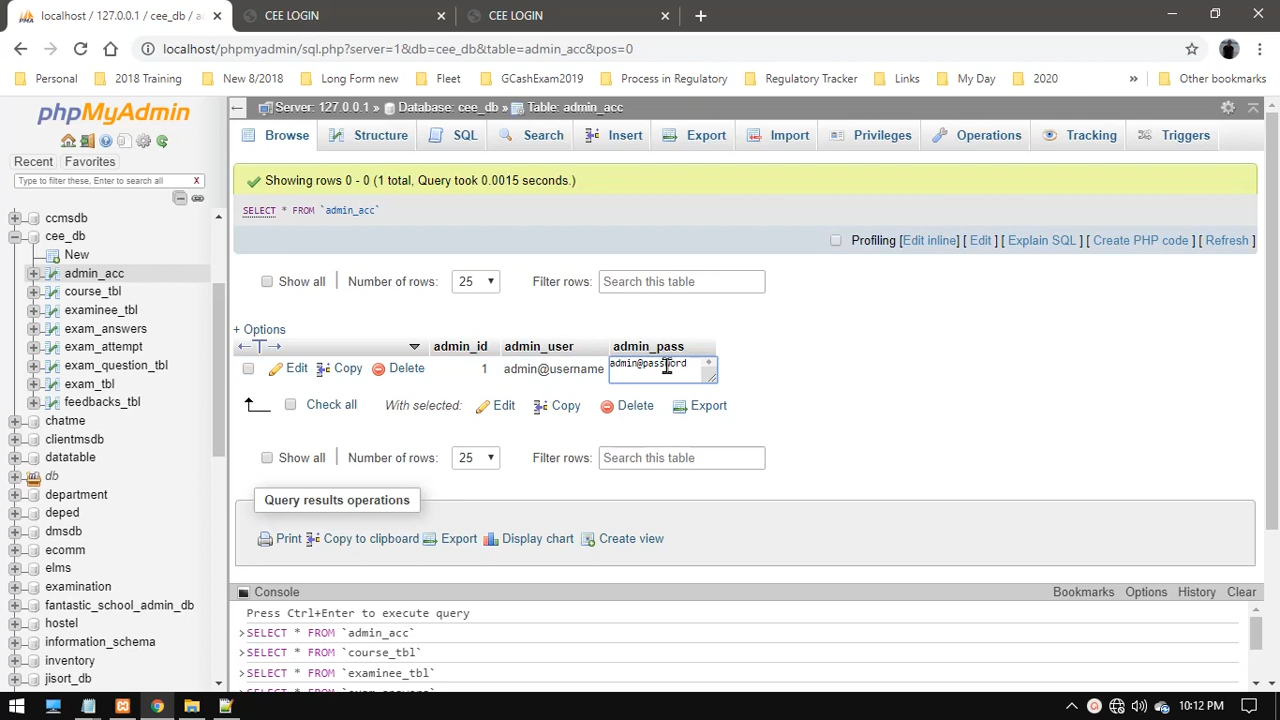 localhost / 127.0.0.1 / cee_db / a
CEE LOGIN
CEE LOGIN
localhost/phpmyadmin/sql.php?server=1&db=cee_db&table=admin_acc&pos=0
Personal 2018 Training New 8/2018 Long Form new Fleet GCashExam2019 Process in Regulatory Regulatory Tracker Links My Day 2020 » Other bookmarks
phpMyAdmin
Server: 127.0.0.1 » Database: cee_db » Table: admin_acc
Browse Structure SQL Search Insert Export Import Privileges Operations Tracking Triggers
Recent Favorites
Type to filter these, Enter to search all X
Showing rows 0 - 0 (1 total, Query took 0.0015 seconds.)
SELECT * FROM `admin_acc`
Profiling [Edit inline] [ Edit ] [ Explain SQL ] [ Create PHP code ] [ Refresh ]
ccmsdb
cee_db
New
admin_acc
course_tbl
examinee_tbl
exam_answers
exam_attempt
exam_question_tbl
exam_tbl
feedbacks_tbl
chatme
clientmsdb
datatable
db
department
deped
dmsdb
ecomm
elms
examination
fantastic_school_admin_db
hostel
information_schema
inventory
jisort_db
Show all Number of rows: 25 Filter rows: Search this table
+ Options
admin_id admin_user admin_pass
Edit Copy Delete 1 admin@username admin@password
Check all With selected: Edit Copy Delete Export
Show all Number of rows: 25 Filter rows: Search this table
Query results operations
Print Copy to clipboard Export Display chart Create view
Console Bookmarks Options History Clear
Press Ctrl+Enter to execute query
>SELECT * FROM `admin_acc`
>SELECT * FROM `course_tbl`
>SELECT * FROM `examinee_tbl`
10:12 PM